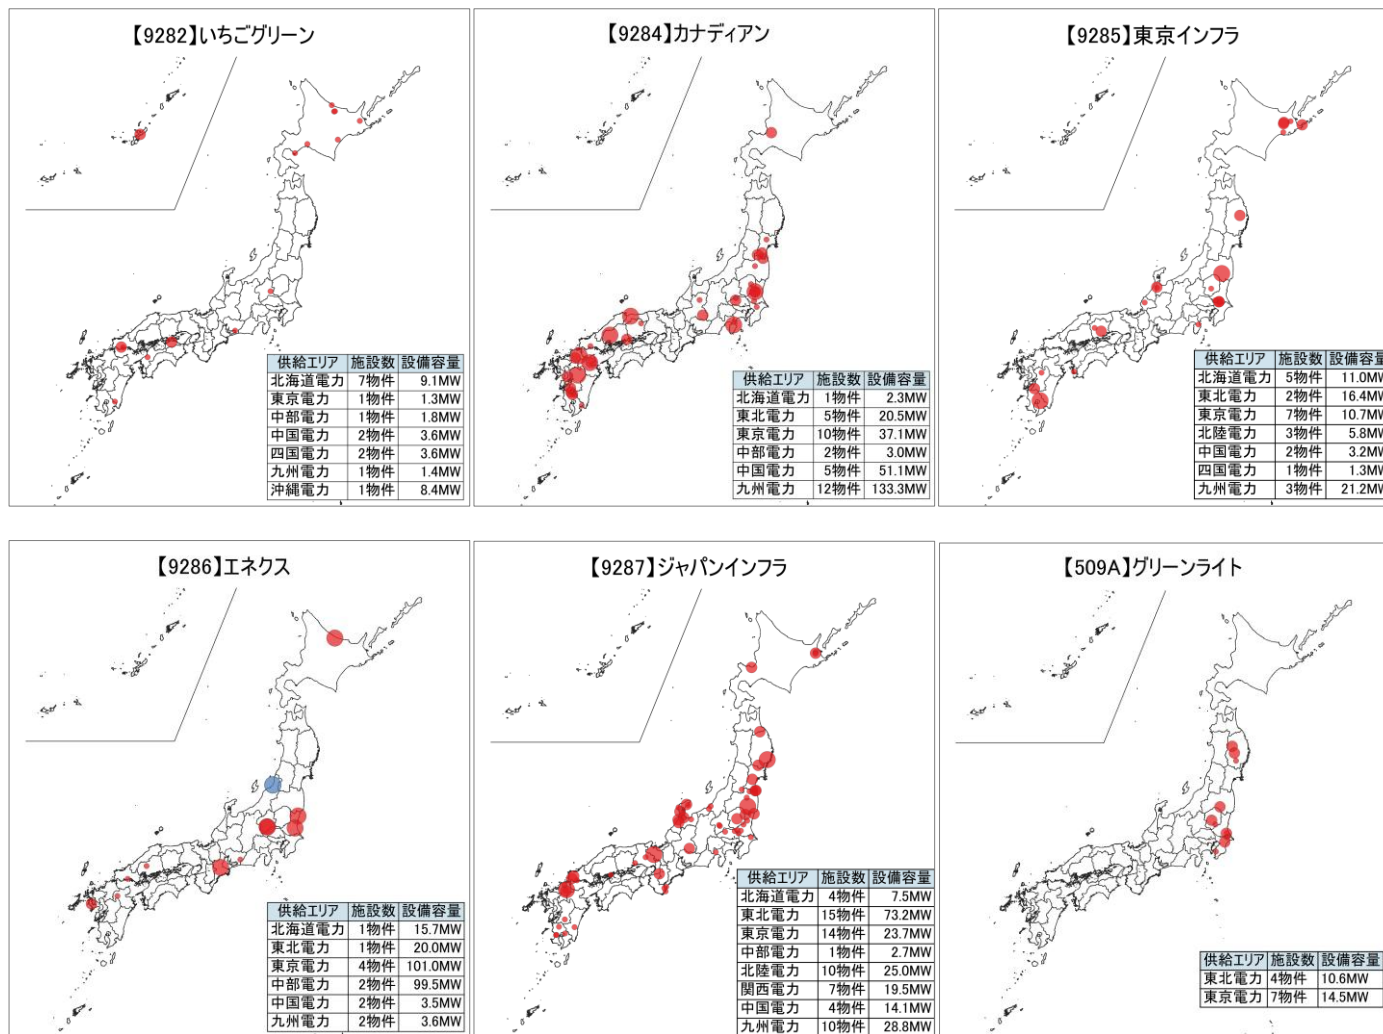 【9282】いちごグリーン
供給エリア 施設数 設備容量
北海道電力 7物件 9.1MW
東京電力 1物件 1.3MW
中部電力 1物件 1.8MW
中国電力 2物件 3.6MW
四国電力 2物件 3.6MW
九州電力 1物件 1.4MW
沖縄電力 1物件 8.4MW
【9284】カナディアン
供給エリア 施設数 設備容量
北海道電力 1物件 2.3MW
東北電力 5物件 20.5MW
東京電力 10物件 37.1MW
中部電力 2物件 3.0MW
中国電力 5物件 51.1MW
九州電力 12物件 133.3MW
【9285】東京インフラ
供給エリア 施設数 設備容量
北海道電力 5物件 11.0MW
東北電力 2物件 16.4MW
東京電力 7物件 10.7MW
北陸電力 3物件 5.8MW
中国電力 2物件 3.2MW
四国電力 1物件 1.3MW
九州電力 3物件 21.2MW
【9286】エネクス
供給エリア 施設数 設備容量
北海道電力 1物件 15.7MW
東北電力 1物件 20.0MW
東京電力 4物件 101.0MW
中部電力 2物件 99.5MW
中国電力 2物件 3.5MW
九州電力 2物件 3.6MW
【9287】ジャパンインフラ
供給エリア 施設数 設備容量
北海道電力 4物件 7.5MW
東北電力 15物件 73.2MW
東京電力 14物件 23.7MW
中部電力 1物件 2.7MW
北陸電力 10物件 25.0MW
関西電力 7物件 19.5MW
中国電力 4物件 14.1MW
九州電力 10物件 28.8MW
【509A】グリーンライト
供給エリア 施設数 設備容量
東北電力 4物件 10.6MW
東京電力 7物件 14.5MW